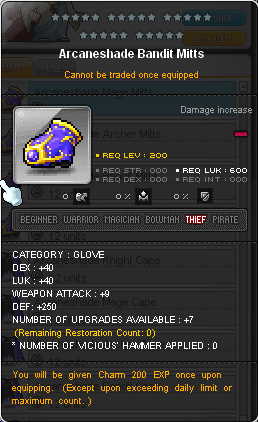 Arcaneshade Bandit Mitts
Cannot be traded once equipped
Damage increase
• REQ LEV : 200
• REQ STR : 000 • REQ LUK : 600
• REQ DEX : 000 • REQ INT : 000
0 0 % 0 %
BEGINNER WARRIOR MAGICIAN BOWMAN THIEF PIRATE
CATEGORY : GLOVE
DEX : +40
LUK : +40
WEAPON ATTACK : +9
DEF: +250
NUMBER OF UPGRADES AVAILABLE : +7
(Remaining Restoration Count: 0)
* NUMBER OF VICIOUS' HAMMER APPLIED : 0
You will be given Charm 200 EXP once upon
equipping. (Except upon exceeding daily limit or
maximum count. )